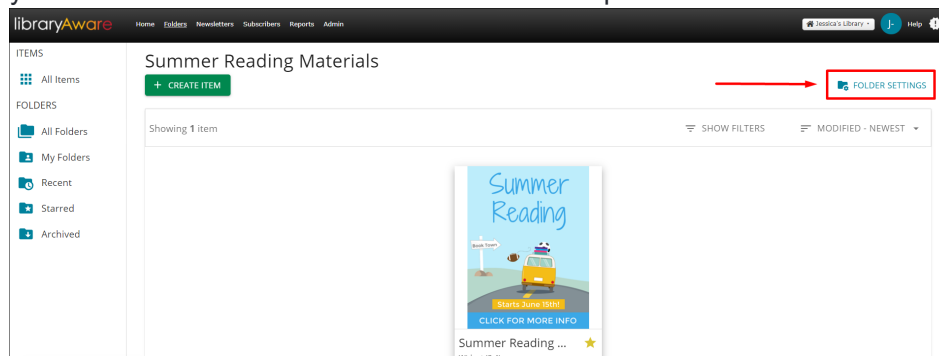 libraryAware
Home Folders Newsletters Subscribers Reports Admin
Jessica's Library
J-
Help
ITEMS
All Items
FOLDERS
All Folders
My Folders
Recent
Starred
Archived
Summer Reading Materials
+ CREATE ITEM
FOLDER SETTINGS
Showing 1 item
SHOW FILTERS
MODIFIED - NEWEST
Summer
Reading
Book Town
Starts June 15th!
CLICK FOR MORE INFO
Summer Reading ...